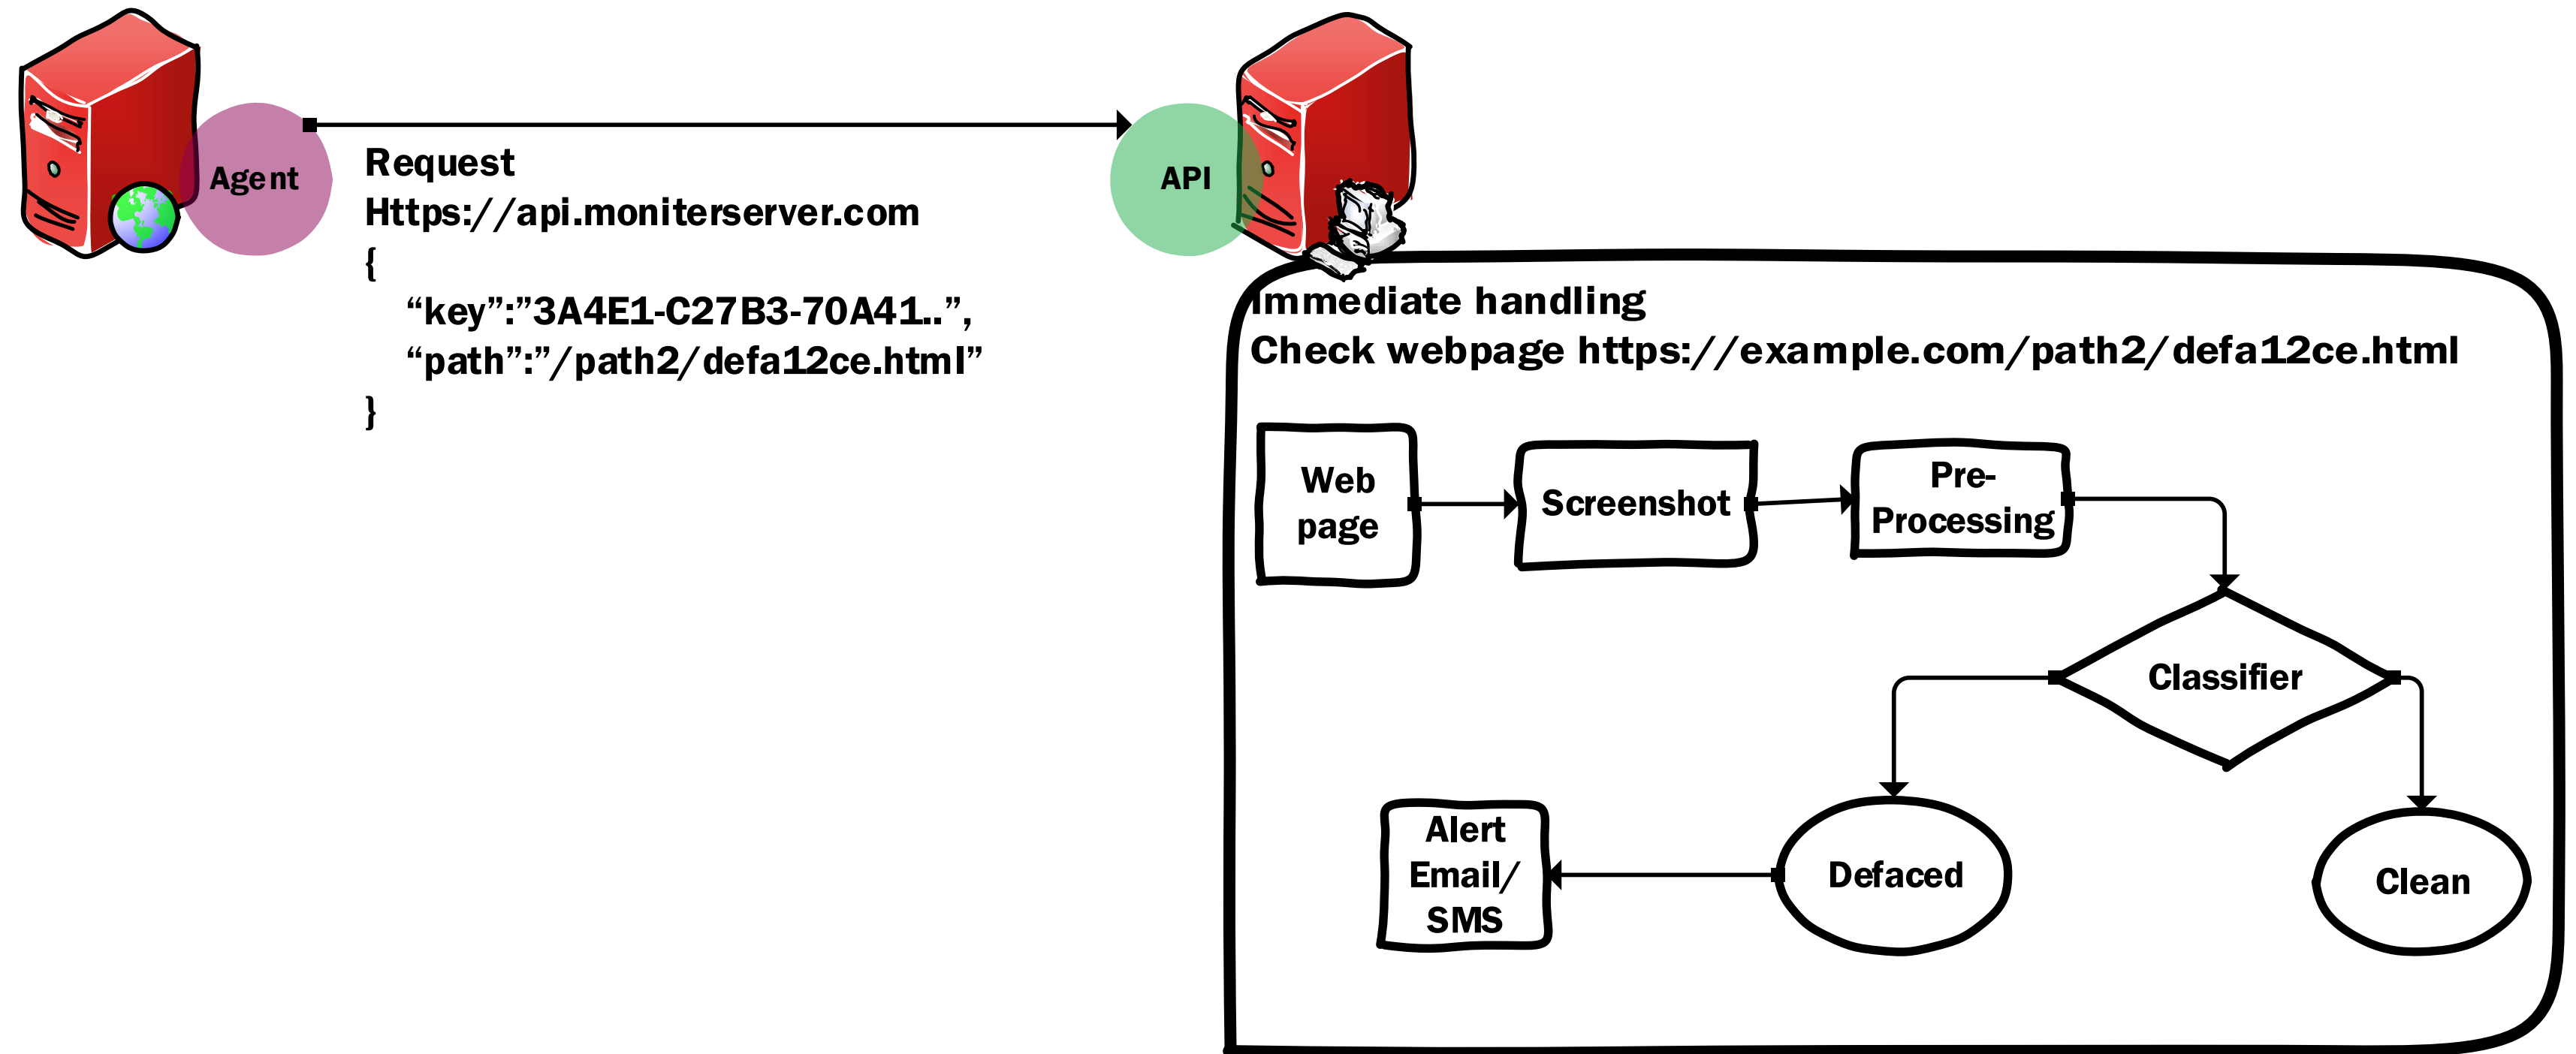 Agent
Request
Https://api.moniterserver.com
{
“key”:”3A4E1-C27B3-70A41..”,
“path”:”/path2/defa12ce.html”
}
API
Immediate handling
Check webpage https://example.com/path2/defa12ce.html
Web
page
Screenshot
Pre-
Processing
Classifier
Alert
Email/
SMS
Defaced
Clean